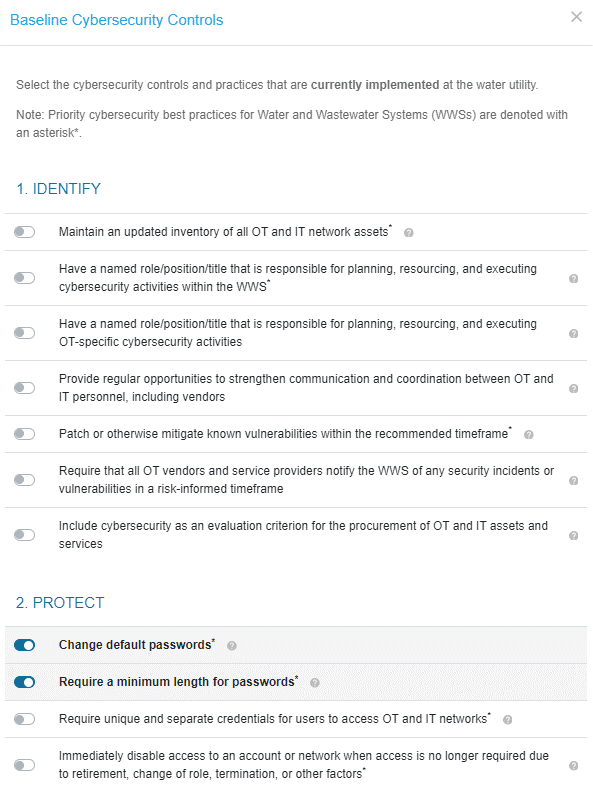 Baseline Cybersecurity Controls
Select the cybersecurity controls and practices that are currently implemented at the water utility.
Note: Priority cybersecurity best practices for Water and Wastewater Systems (WWSs) are denoted with
an asterisk*.
1. IDENTIFY
Maintain an updated inventory of all OT and IT network assets*
Have a named role/position/title that is responsible for planning, resourcing, and executing
cybersecurity activities within the WWS*
Have a named role/position/title that is responsible for planning, resourcing, and executing
OT-specific cybersecurity activities
Provide regular opportunities to strengthen communication and coordination between OT and
IT personnel, including vendors
Patch or otherwise mitigate known vulnerabilities within the recommended timeframe*
Require that all OT vendors and service providers notify the WWS of any security incidents or
vulnerabilities in a risk-informed timeframe
Include cybersecurity as an evaluation criterion for the procurement of OT and IT assets and
services
2. PROTECT
Change default passwords*
Require a minimum length for passwords*
Require unique and separate credentials for users to access OT and IT networks*
Immediately disable access to an account or network when access is no longer required due
to retirement, change of role, termination, or other factors*